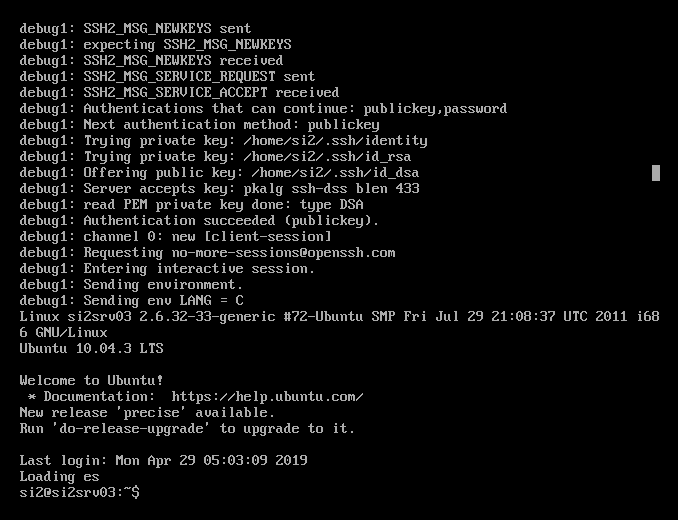 debug1: SSH2_MSG_NEWKEYS sent
debug1: expecting SSH2_MSG_NEWKEYS
debug1: SSH2_MSG_NEWKEYS received
debug1: SSH2_MSG_SERVICE_REQUEST sent
debug1: SSH2_MSG_SERVICE_ACCEPT received
debug1: Authentications that can continue: publickey,password
debug1: Next authentication method: publickey
debug1: Trying private key: /home/si2/.ssh/identity
debug1: Trying private key: /home/si2/.ssh/id_rsa
debug1: Offering public key: /home/si2/.ssh/id_dsa
debug1: Server accepts key: pkalg ssh-dss blen 433
debug1: read PEM private key done: type DSA
debug1: Authentication succeeded (publickey).
debug1: channel 0: new [client-session]
debug1: Requesting no-more-sessions@openssh.com
debug1: Entering interactive session.
debug1: Sending environment.
debug1: Sending env LANG = C
Linux si2srv03 2.6.32-33-generic #72-Ubuntu SMP Fri Jul 29 21:08:37 UTC 2011 i68
6 GNU/Linux
Ubuntu 10.04.3 LTS
Welcome to Ubuntu!
 * Documentation:  https://help.ubuntu.com/
New release 'precise' available.
Run 'do-release-upgrade' to upgrade to it.
Last login: Mon Apr 29 05:03:09 2019
Loading es
si2@si2srv03:~$